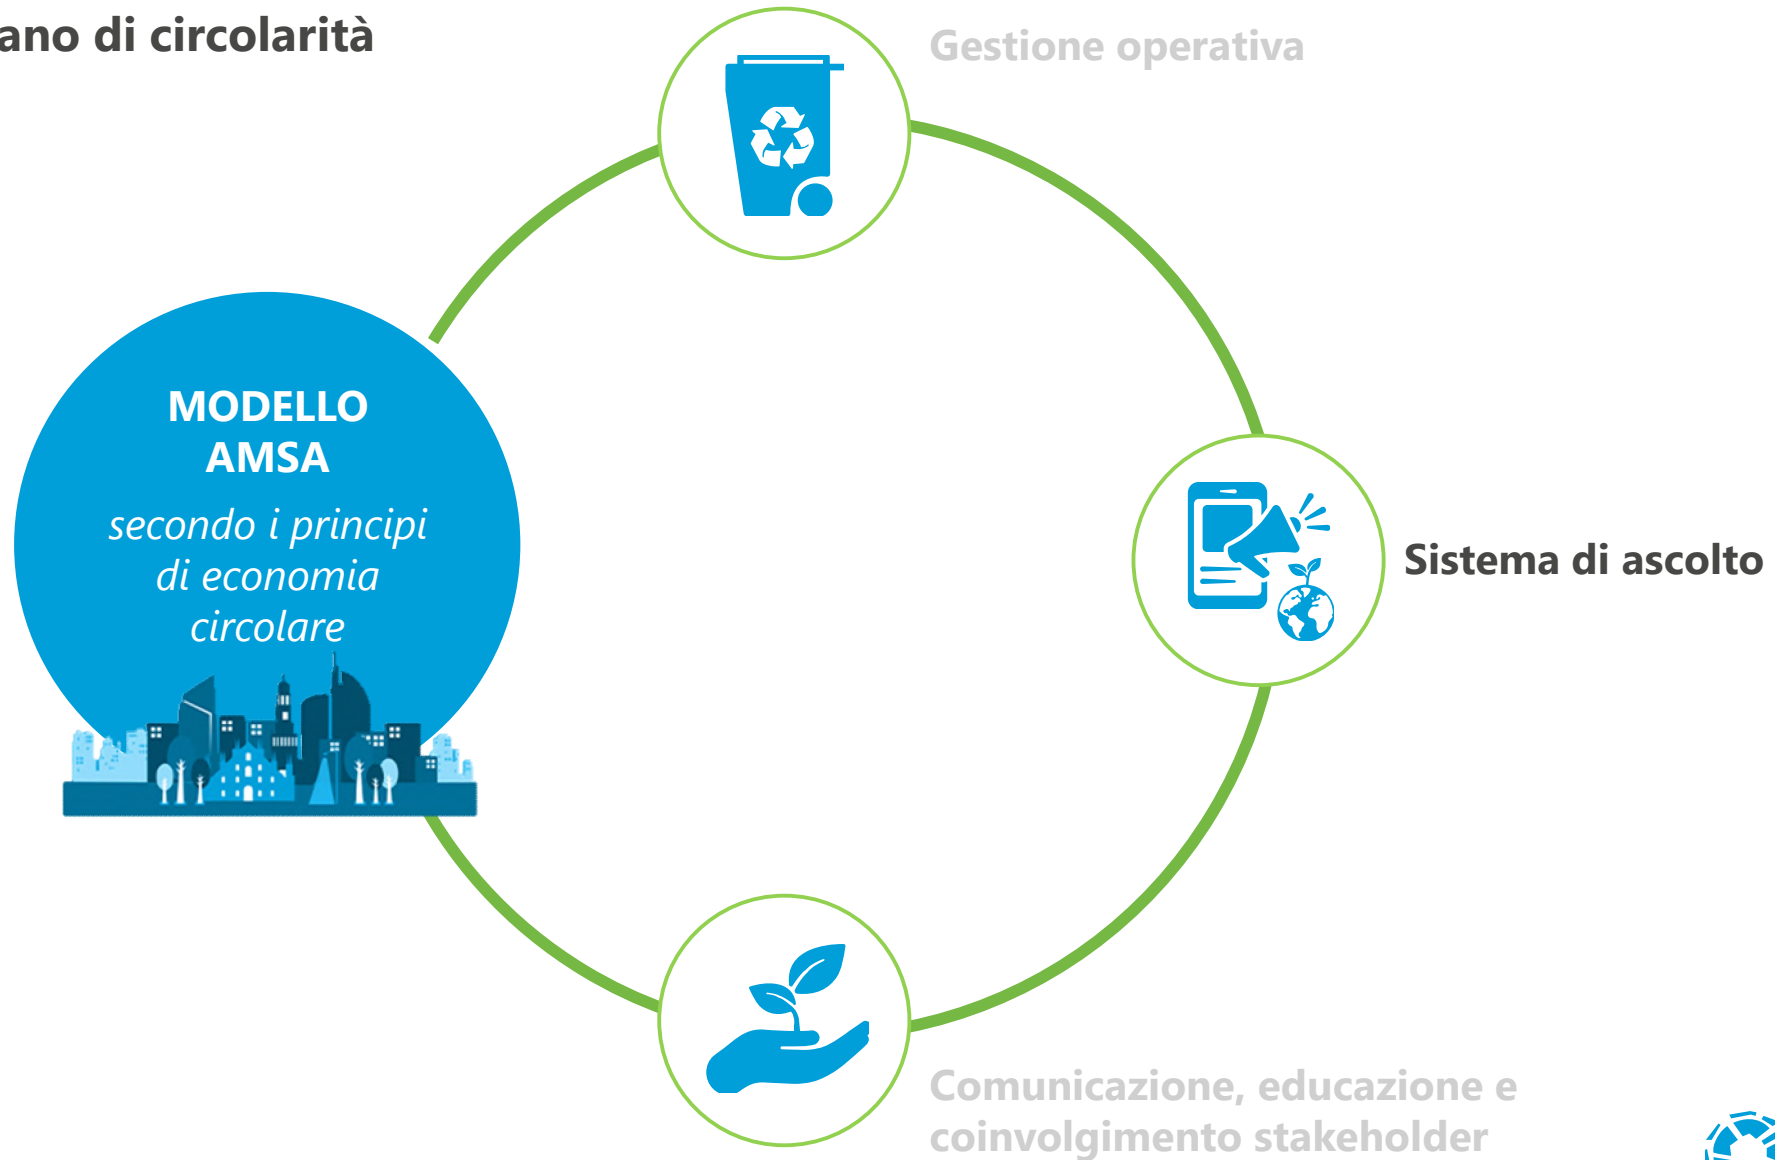 ano di circolarità
Gestione operativa
MODELLO
AMSA
secondo i principi
di economia
circolare
Sistema di ascolto
Comunicazione, educazione e
coinvolgimento stakeholder